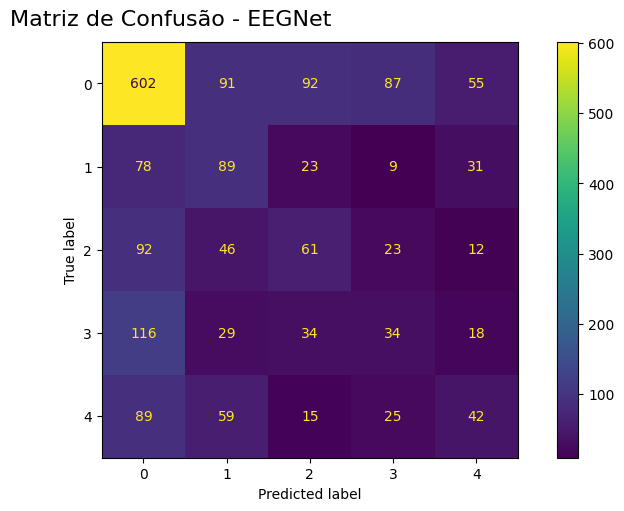 Matriz de Confusão - EEGNet
True label
0 602 91 92 87 55
1 78 89 23 9 31
2 92 46 61 23 12
3 116 29 34 34 18
4 89 59 15 25 42
0 1 2 3 4
Predicted label
600
500
400
300
200
100